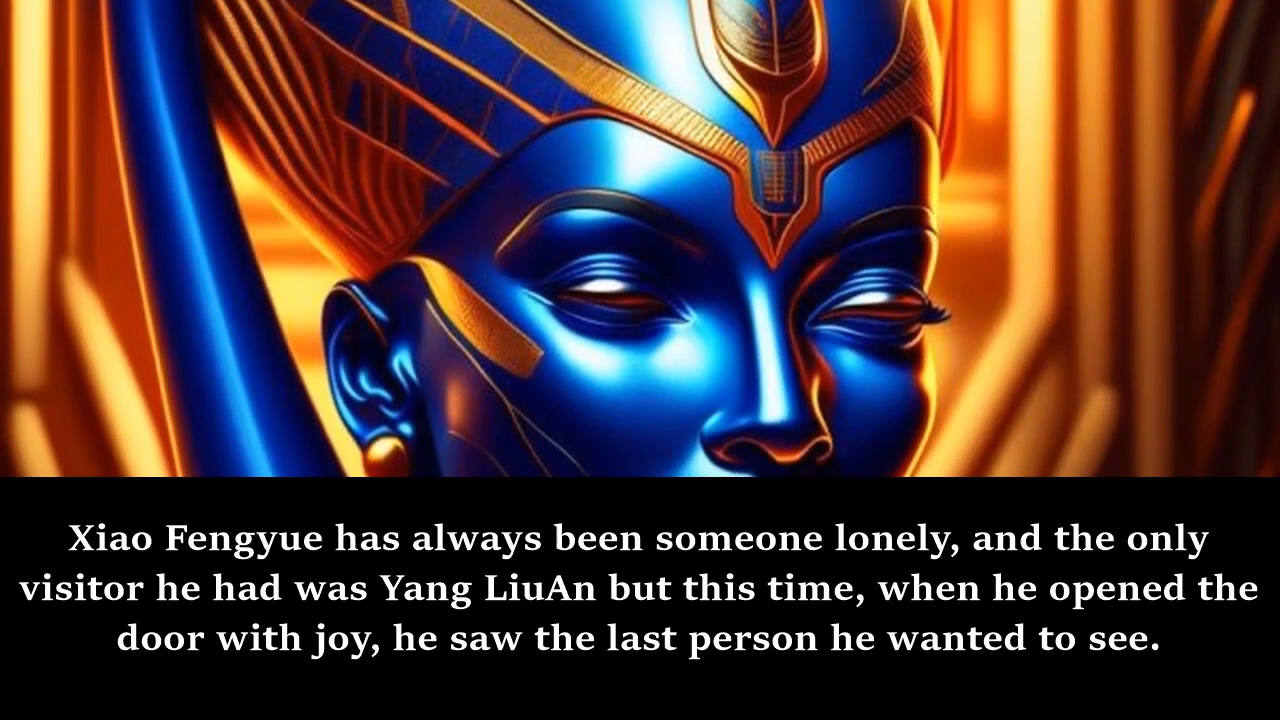 Xiao Fengyue has always been someone lonely, and the only
visitor he had was Yang LiuAn but this time, when he opened the
door with joy, he saw the last person he wanted to see.